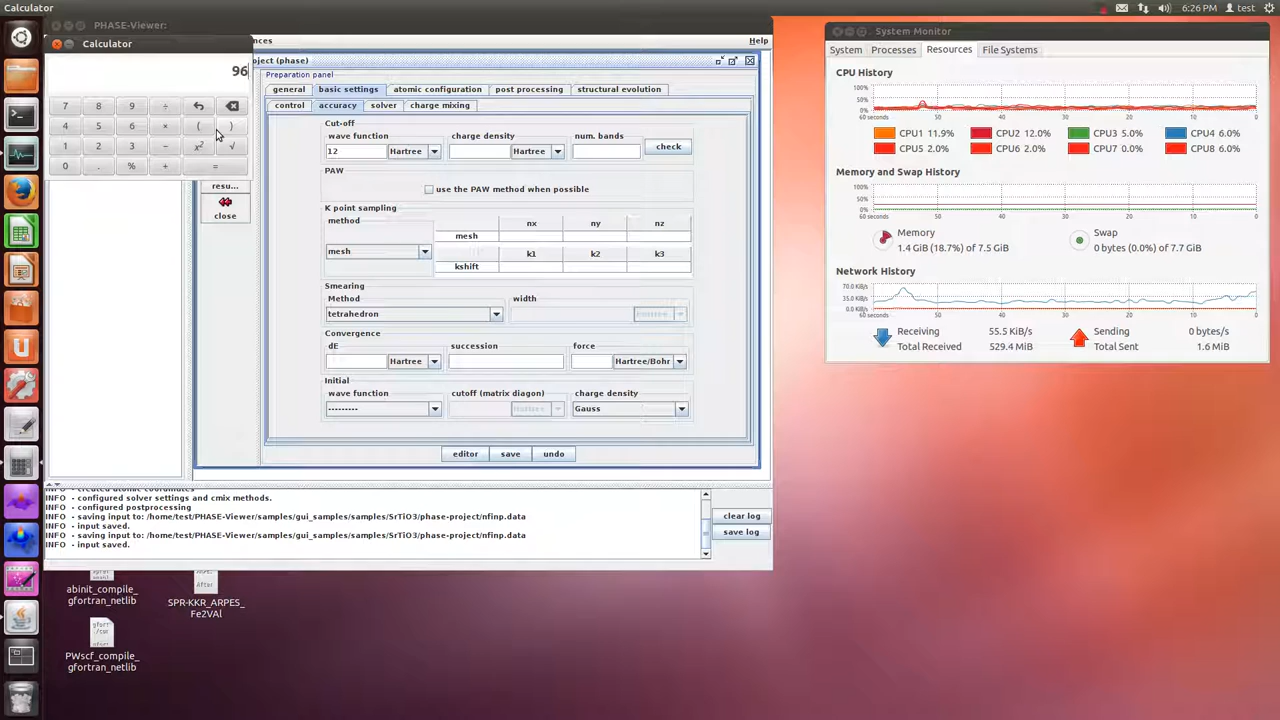 Calculator
6:26 PM
test
PHASE-Viewer:
Calculator
ences
Help
96
7 8 9 ÷
4 5 6 × ( )
1 2 3 − x² √
0 . % + =
resu...
close
oject (phase)
Preparation panel
general
basic settings
atomic configuration
post processing
structural evolution
control
accuracy
solver
charge mixing
Cut-off
wave function
charge density
num. bands
12
Hartree
Hartree
check
PAW
use the PAW method when possible
K point sampling
method
nx ny nz
mesh
mesh
k1 k2 k3
kshift
Smearing
Method
width
tetrahedron
Hartree
Convergence
dE
succession
force
Hartree
Hartree/Bohr
Initial
wave function
cutoff (matrix diagon)
charge density
---------
Hartree
Gauss
editor
save
undo
INFO - configured solver settings and cmix methods.
INFO - configured postprocessing
INFO - saving input to: /home/test/PHASE-Viewer/samples/gui_samples/samples/SrTiO3/phase-project/nfinp.data
INFO - input saved.
INFO - saving input to: /home/test/PHASE-Viewer/samples/gui_samples/samples/SrTiO3/phase-project/nfinp.data
INFO - input saved.
clear log
save log
abinit_compile_
gfortran_netlib
SPR-KKR_ARPES_
Fe2VAl
PWscf_compile_
gfortran_netlib
System Monitor
System
Processes
Resources
File Systems
CPU History
100%
50%
0%
60 seconds 50 40 30 20 10 0
CPU1 11.9%
CPU2 12.0%
CPU3 5.0%
CPU4 6.0%
CPU5 2.0%
CPU6 2.0%
CPU7 0.0%
CPU8 6.0%
Memory and Swap History
100%
50%
0%
60 seconds 50 40 30 20 10 0
Memory
1.4 GiB (18.7%) of 7.5 GiB
Swap
0 bytes (0.0%) of 7.7 GiB
Network History
70.0 KiB/s
0.0 KiB/s
60 seconds 50 40 30 20 10 0
Receiving
55.5 KiB/s
Total Received
529.4 MiB
Sending
0 bytes/s
Total Sent
1.6 MiB